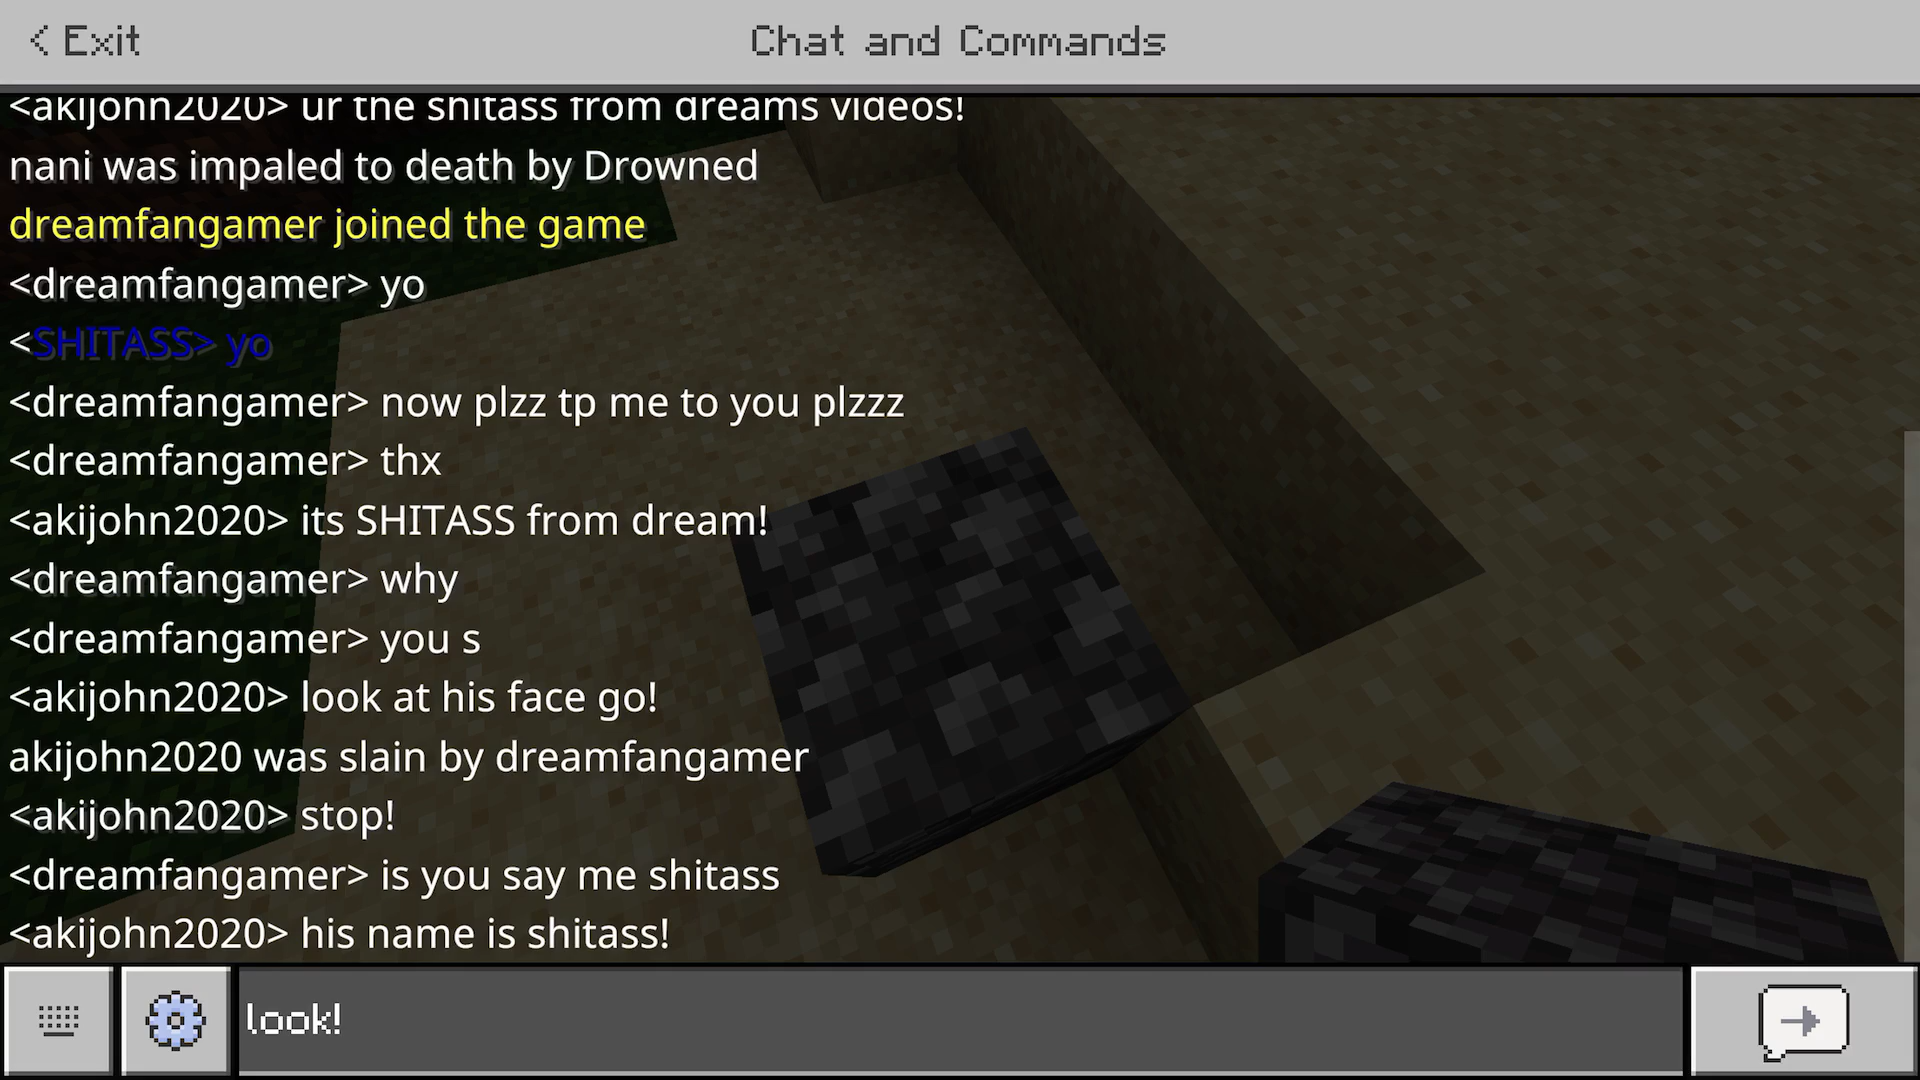 Exit
Chat and Commands
<akijohn2020> ur the shitass from dreams videos!
nani was impaled to death by Drowned
dreamfangamer joined the game
<dreamfangamer> yo
<SHITASS> yo
<dreamfangamer> now plzz tp me to you plzzz
<dreamfangamer> thx
<akijohn2020> its SHITASS from dream!
<dreamfangamer> why
<dreamfangamer> you s
<akijohn2020> look at his face go!
akijohn2020 was slain by dreamfangamer
<akijohn2020> stop!
<dreamfangamer> is you say me shitass
<akijohn2020> his name is shitass!
look!